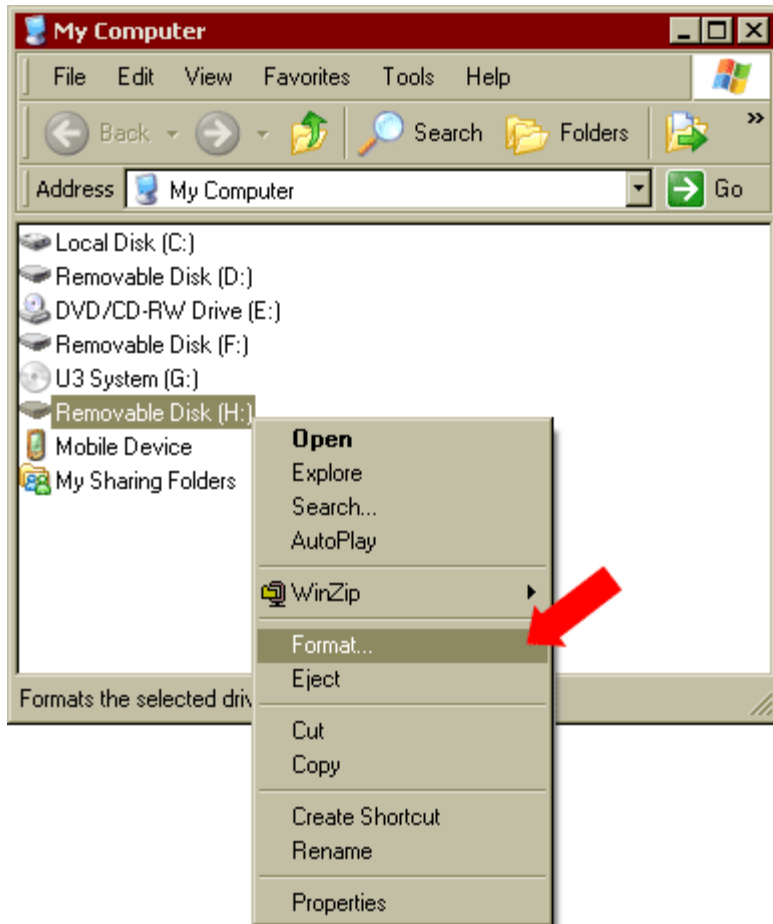 My Computer
File Edit View Favorites Tools Help
Back Search Folders »
Address My Computer Go
Local Disk (C:)
Removable Disk (D:)
DVD/CD-RW Drive (E:)
Removable Disk (F:)
U3 System (G:)
Removable Disk (H:)
Mobile Device
My Sharing Folders
Open
Explore
Search...
AutoPlay
WinZip
Format...
Eject
Cut
Copy
Create Shortcut
Rename
Properties
Formats the selected driv